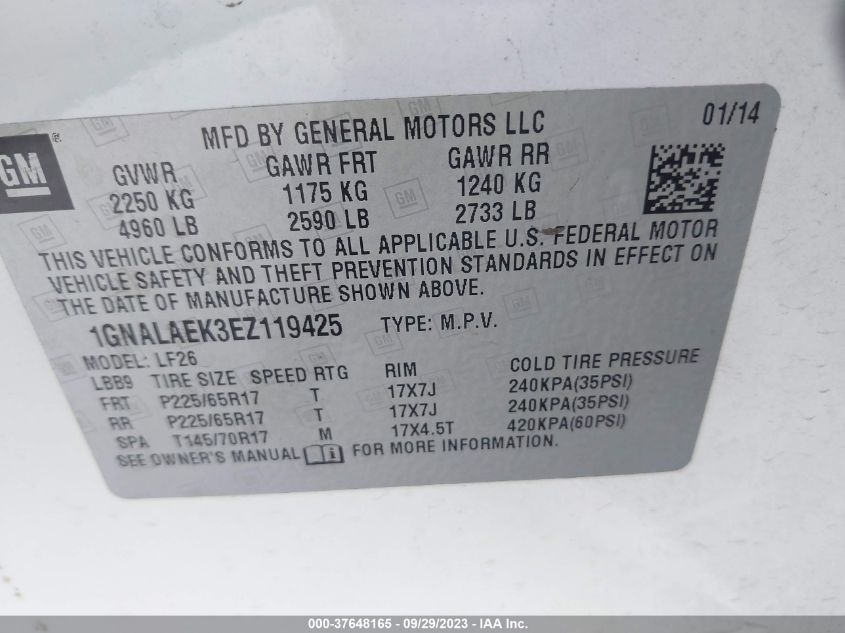 GM ® MFD BY GENERAL MOTORS LLC 01/14
GVWR GAWR FRT GAWR RR
2250 KG 1175 KG 1240 KG
4960 LB 2590 LB 2733 LB
THIS VEHICLE CONFORMS TO ALL APPLICABLE U.S. FEDERAL MOTOR
VEHICLE SAFETY AND THEFT PREVENTION STANDARDS IN EFFECT ON
THE DATE OF MANUFACTURE SHOWN ABOVE.
1GNALAEK3EZ119425 TYPE: M.P.V.
MODEL: LF26
LBB9 TIRE SIZE SPEED RTG RIM COLD TIRE PRESSURE
FRT P225/65R17 T 17X7J 240KPA(35PSI)
RR P225/65R17 T 17X7J 240KPA(35PSI)
SPA T145/70R17 M 17X4.5T 420KPA(60PSI)
SEE OWNER'S MANUAL i FOR MORE INFORMATION.
000-37648165 - 09/29/2023 - IAA Inc.